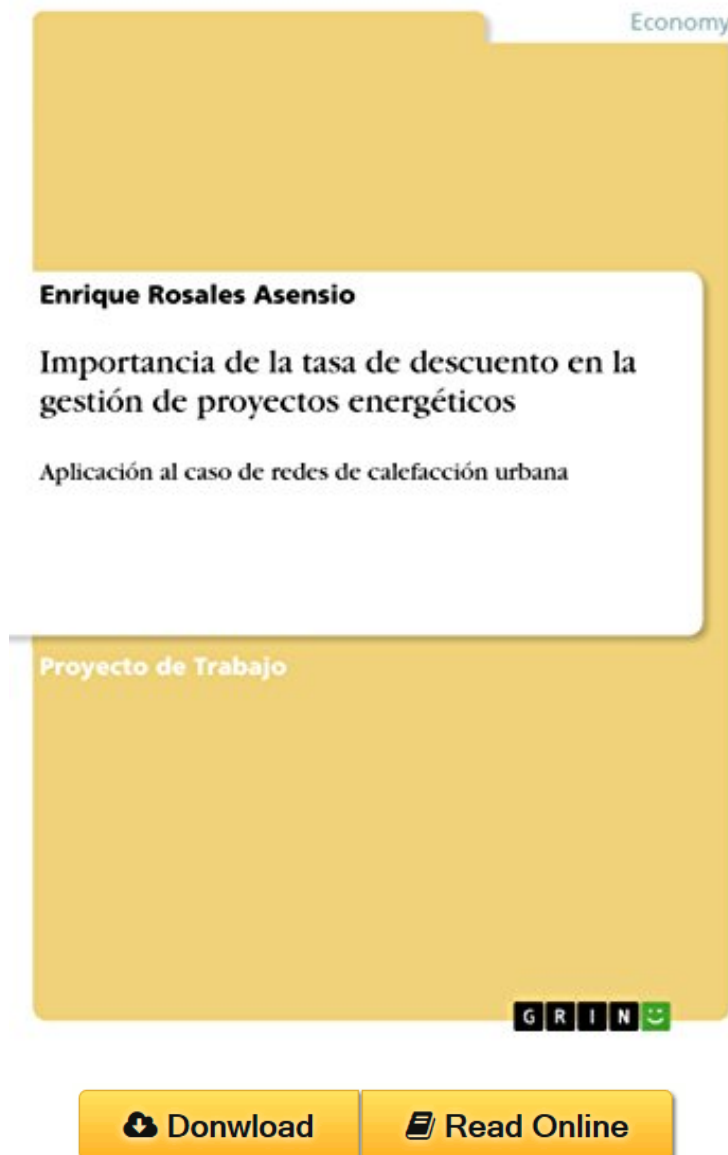 Economy
Enrique Rosales Asensio
Importancia de la tasa de descuento en la
gestión de proyectos energéticos
Aplicación al caso de redes de calefacción urbana
Proyecto de Trabajo
GRIN
Donwload
Read Online